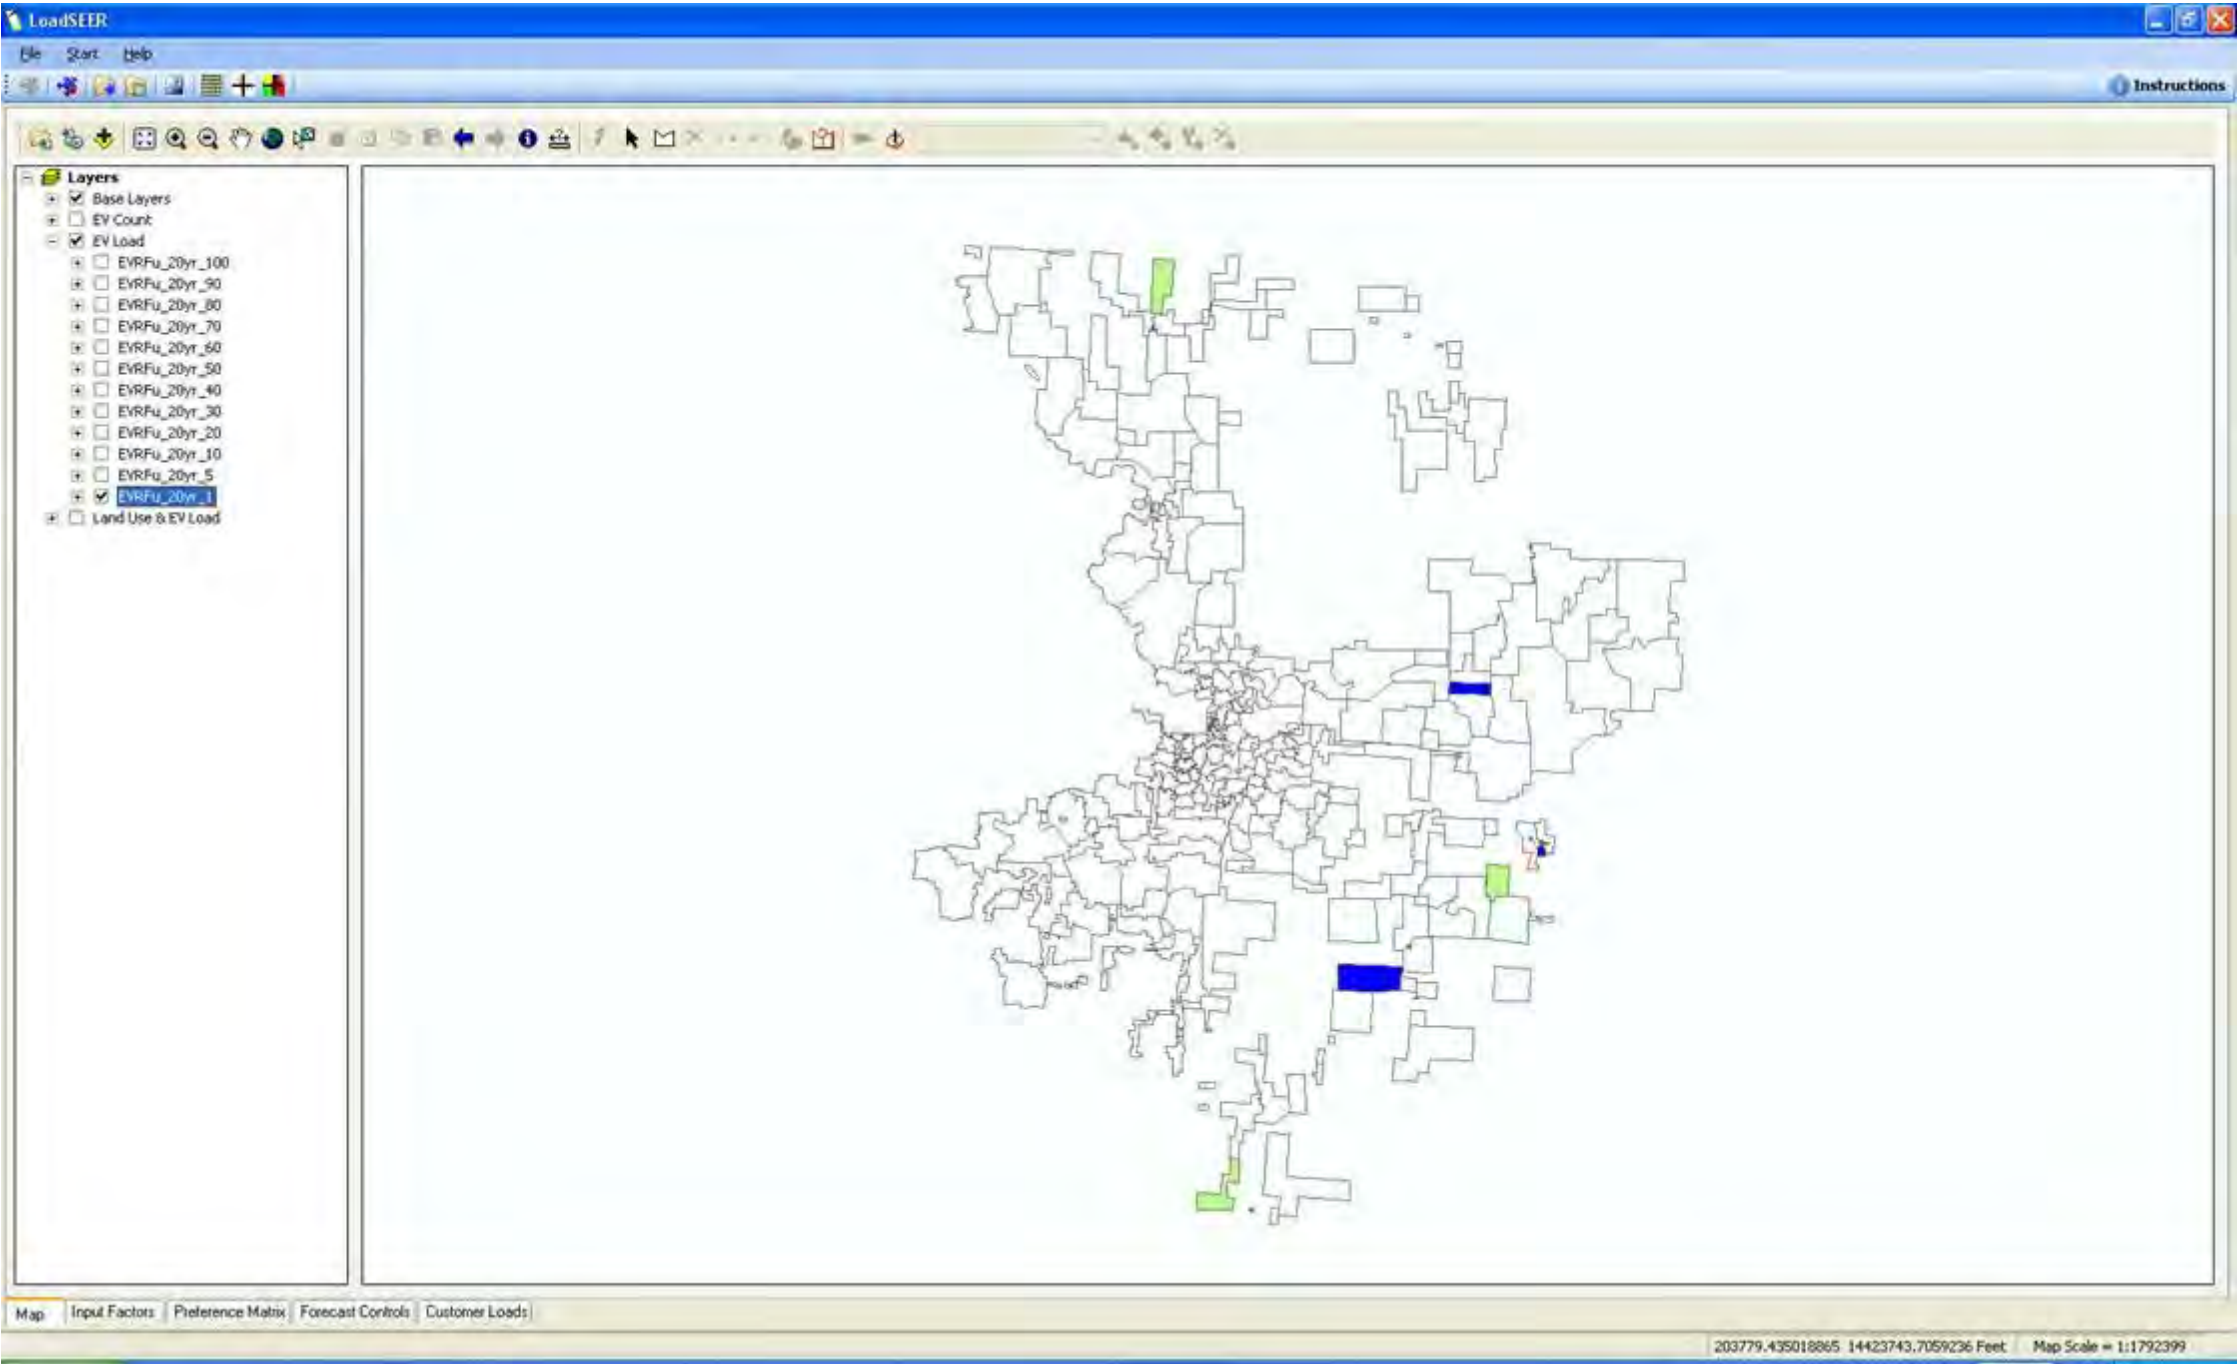 LoadSEER
File Start Help
Instructions
Layers
Base Layers
EV Count
EV Load
EVRFu_20yr_100
EVRFu_20yr_90
EVRFu_20yr_80
EVRFu_20yr_70
EVRFu_20yr_60
EVRFu_20yr_50
EVRFu_20yr_40
EVRFu_20yr_30
EVRFu_20yr_20
EVRFu_20yr_10
EVRFu_20yr_5
EVRFu_20yr_1
Land Use & EV Load
Map Input Factors Preference Matrix Forecast Controls Customer Loads
203779.435018865 14423743.7059236 Feet Map Scale = 1:1792399